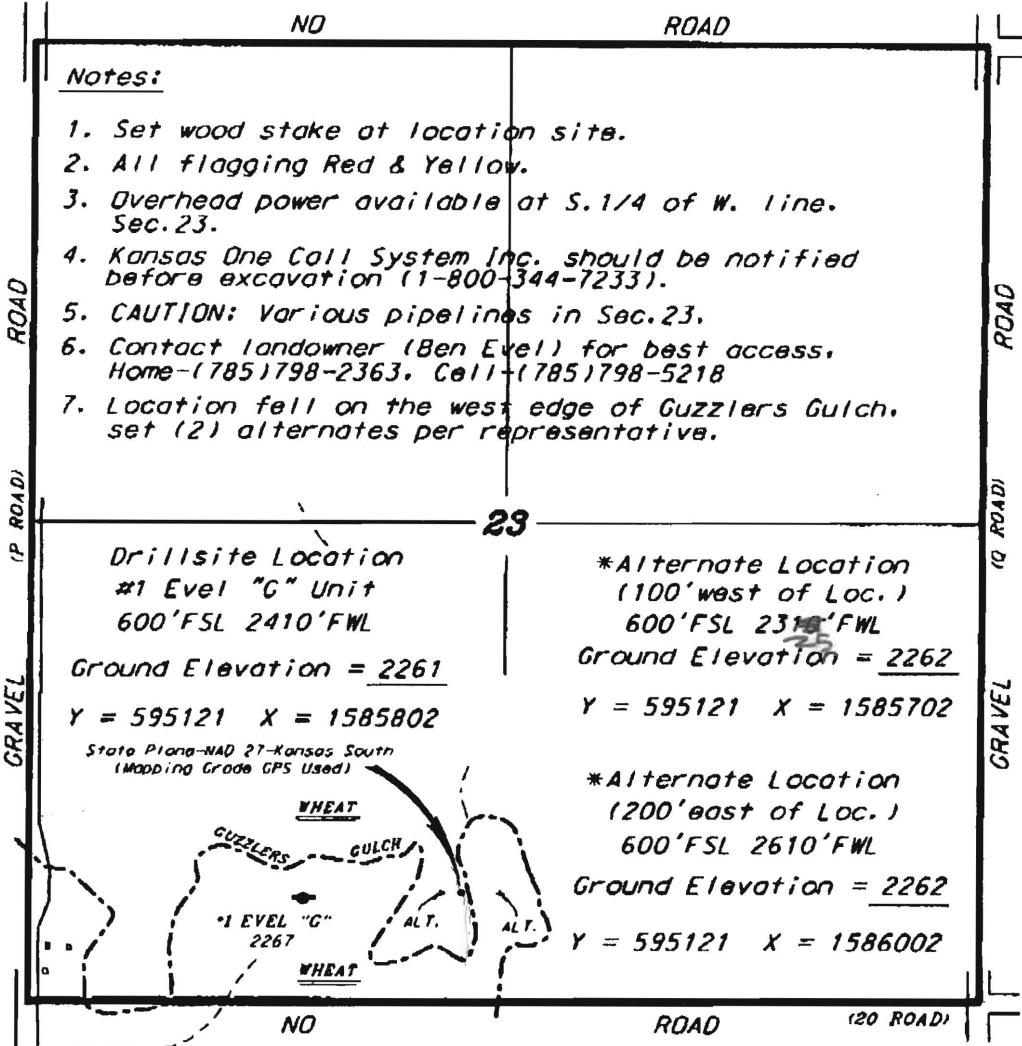 NO ROAD
Notes:
1. Set wood stake at location site.
2. All flagging Red & Yellow.
3. Overhead power available at S.1/4 of W. line.
Sec.23.
4. Kansas One Call System Inc. should be notified
before excavation (1-800-344-7233).
5. CAUTION: Various pipelines in Sec.23.
6. Contact landowner (Ben Evel) for best access.
Home-(785)798-2363. Cell-(785)798-5218
7. Location fell on the west edge of Guzzlers Gulch.
set (2) alternates per representative.
ROAD
(P ROAD)
GRAVEL
ROAD
(Q ROAD)
GRAVEL
23
Drillsite Location
#1 Evel "G" Unit
600'FSL 2410'FWL
Ground Elevation = 2261
Y = 595121 X = 1585802
State Plane-NAD 27-Kansas South
(Mapping Grade GPS Used)
*Alternate Location
(100'west of Loc.)
600'FSL 2310'FWL
25
Ground Elevation = 2262
Y = 595121 X = 1585702
*Alternate Location
(200'east of Loc.)
600'FSL 2610'FWL
Ground Elevation = 2262
Y = 595121 X = 1586002
WHEAT
GUZZLERS GULCH
#1 EVEL "G"
2267
ALT.
ALT.
WHEAT
NO ROAD (20 ROAD)